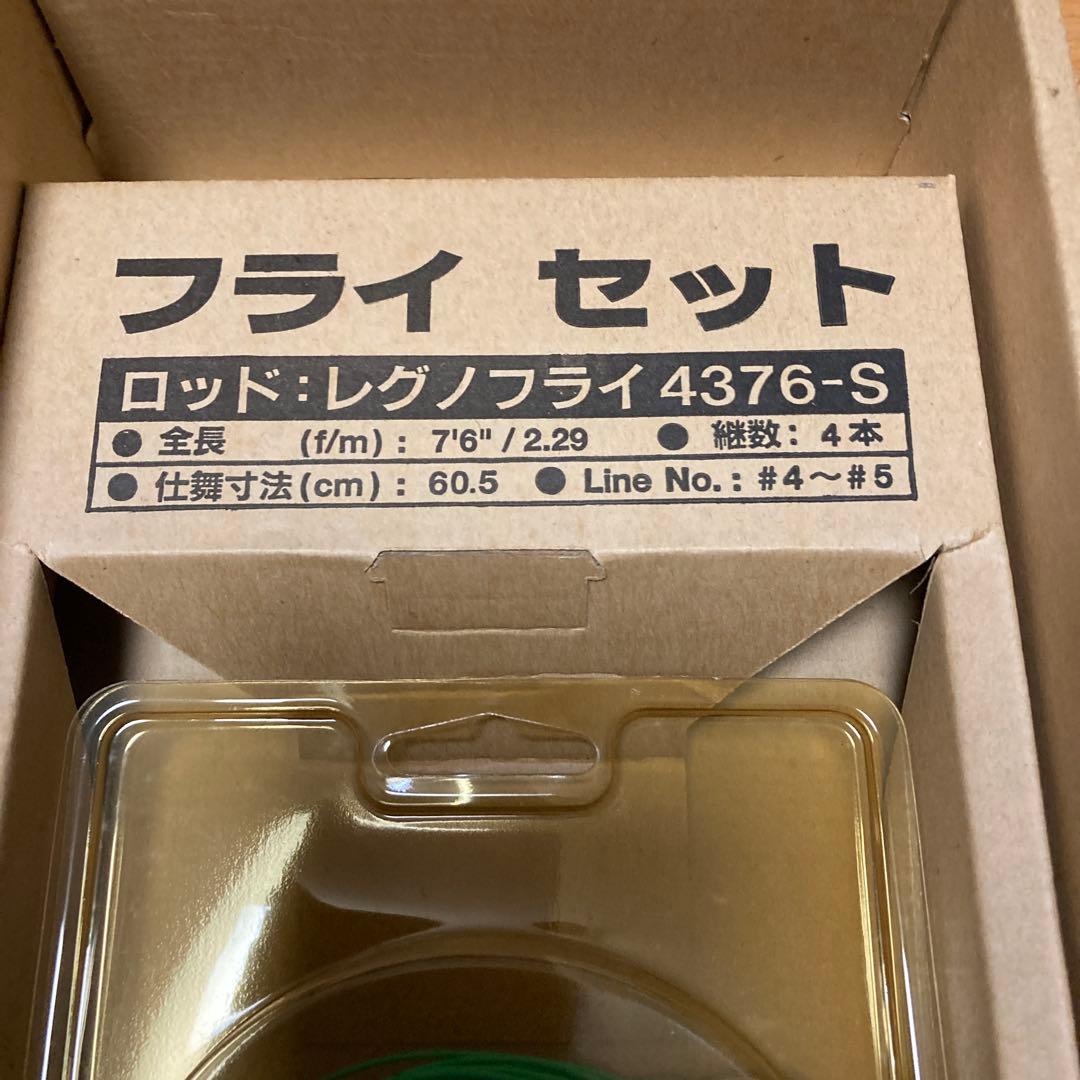 フライ セット
ロッド:レグノフライ4376-S
● 全長 (f/m): 7'6"/2.29 ● 継数: 4本
● 仕舞寸法(cm): 60.5 ● Line No.: #4〜#5